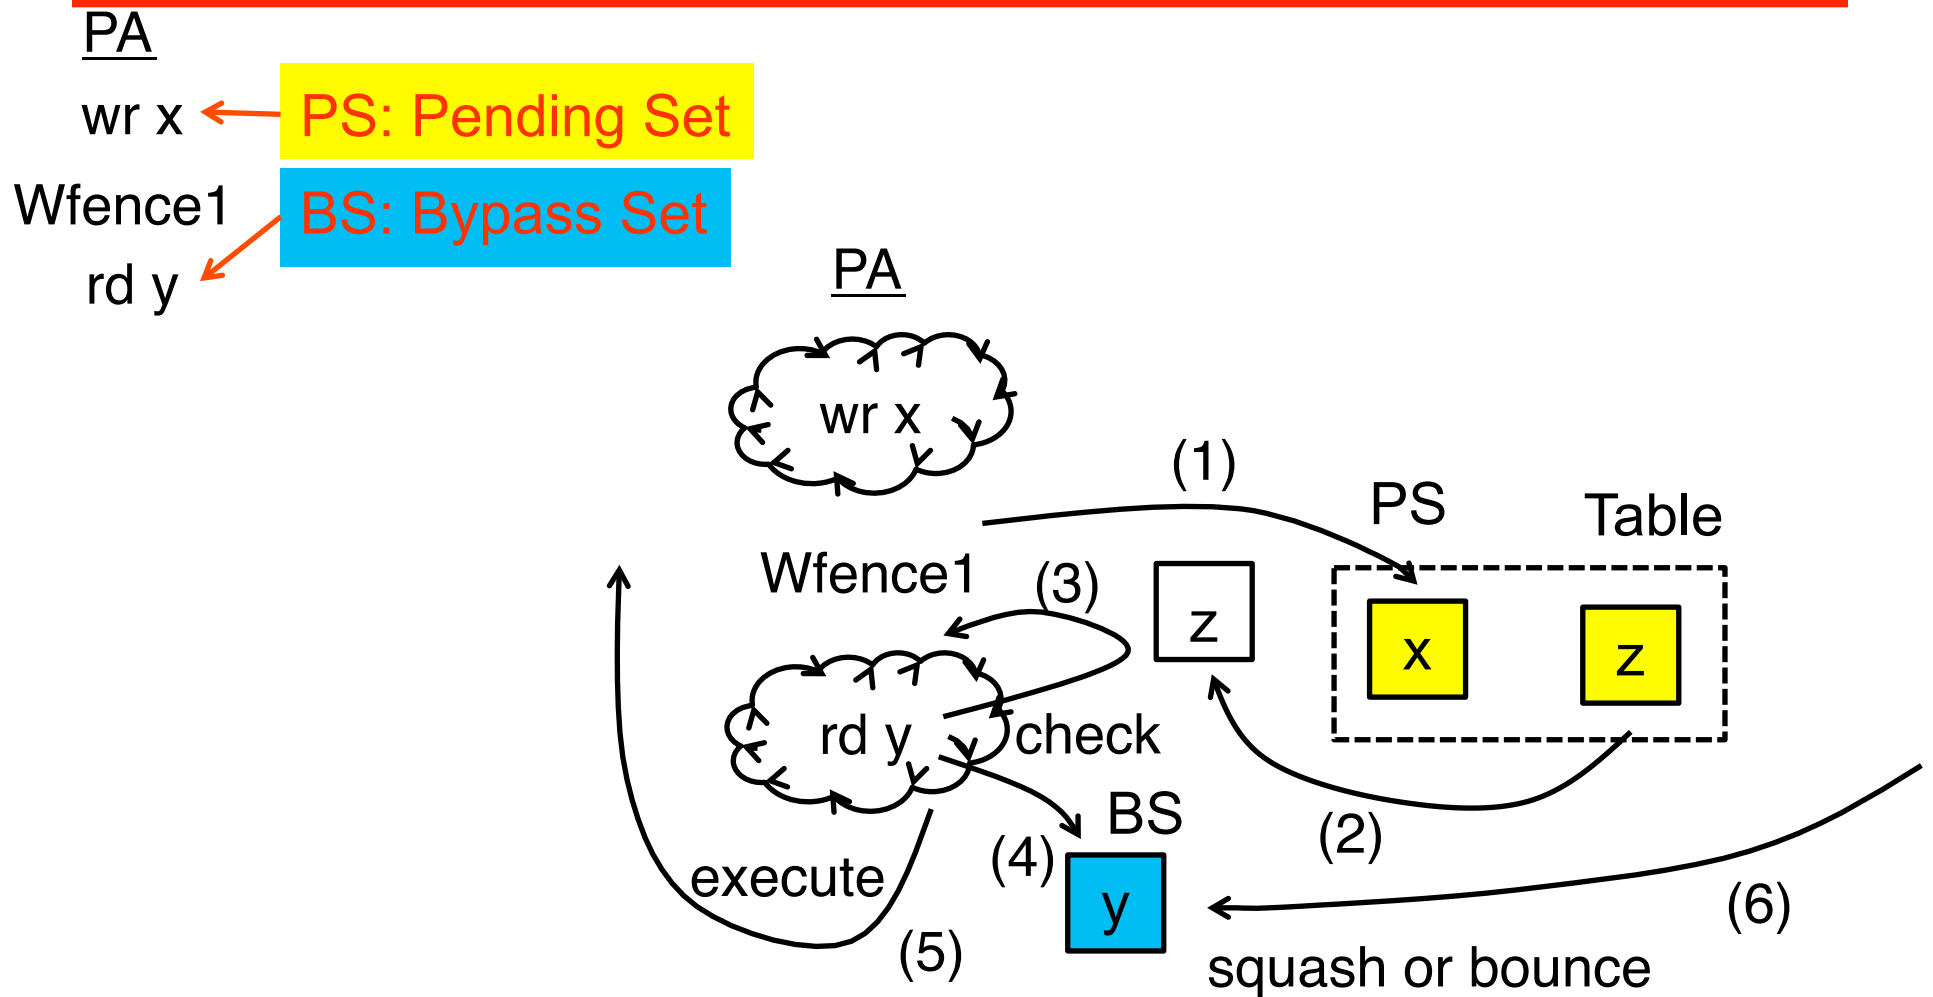 PA
wr x
PS: Pending Set
Wfence1
BS: Bypass Set
rd y
PA
wr x
(1)
PS
Table
Wfence1
(3)
z
x
z
rd y
check
BS
(2)
(4)
execute
y
(6)
(5)
squash or bounce